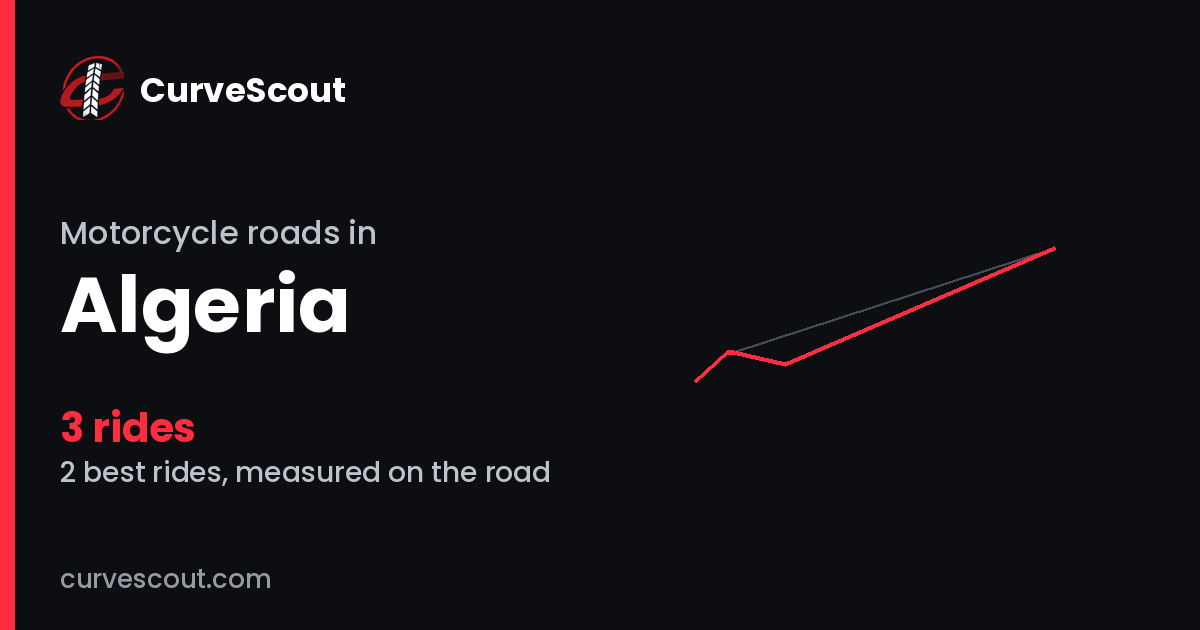 CurveScout
Motorcycle roads in
Algeria
3 rides
2 best rides, measured on the road
curvescout.com